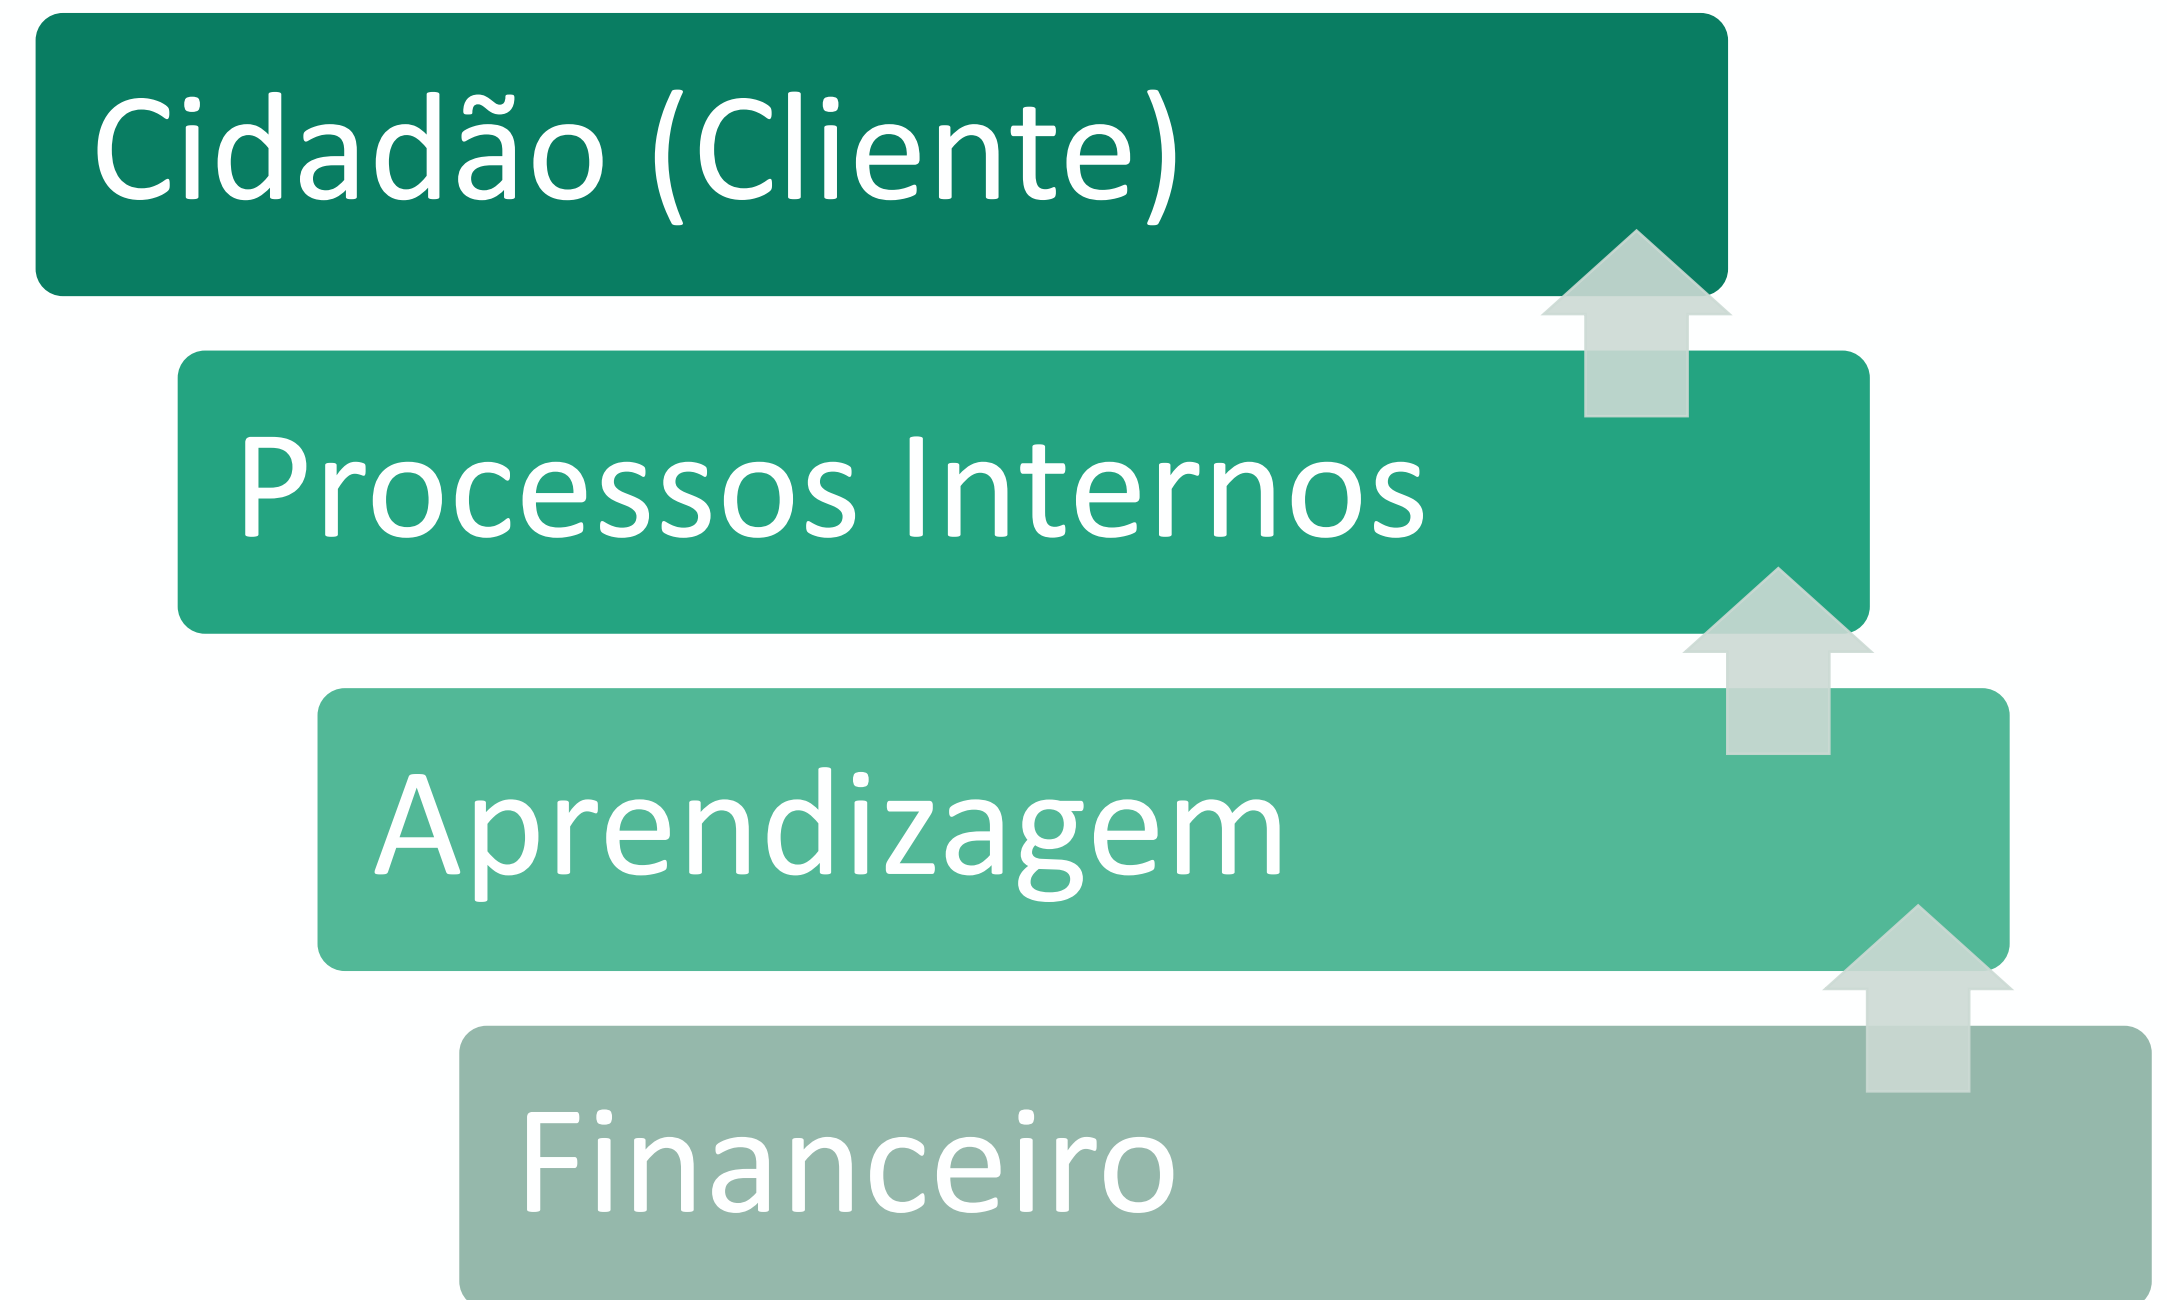 Cidadão (Cliente)
Processos Internos
Aprendizagem
Financeiro